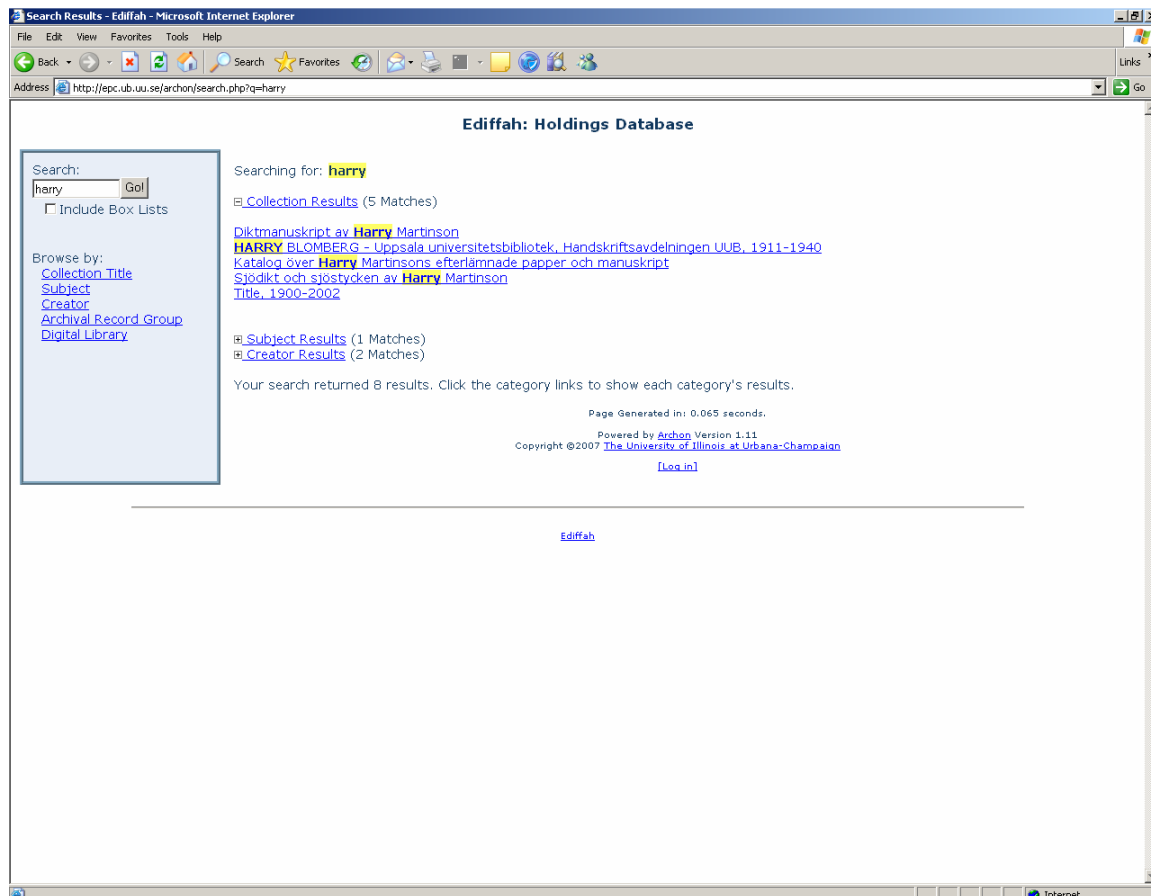 Search Results - Ediffah - Microsoft Internet Explorer
File Edit View Favorites Tools Help
Back Search Favorites Links
Address http://epc.ub.uu.se/archon/search.php?q=harry Go
Ediffah: Holdings Database
Search:
harry Go!
Include Box Lists
Browse by:
Collection Title
Subject
Creator
Archival Record Group
Digital Library
Searching for: harry
Collection Results (5 Matches)
Diktmanuskript av Harry Martinson
HARRY BLOMBERG - Uppsala universitetsbibliotek, Handskriftsavdelningen UUB, 1911-1940
Katalog över Harry Martinsons efterlämnade papper och manuskript
Sjödikt och sjöstycken av Harry Martinson
Title, 1900-2002
Subject Results (1 Matches)
Creator Results (2 Matches)
Your search returned 8 results. Click the category links to show each category's results.
Page Generated in: 0.065 seconds.
Powered by Archon Version 1.11
Copyright ©2007 The University of Illinois at Urbana-Champaign
[Log in]
Ediffah
Internet